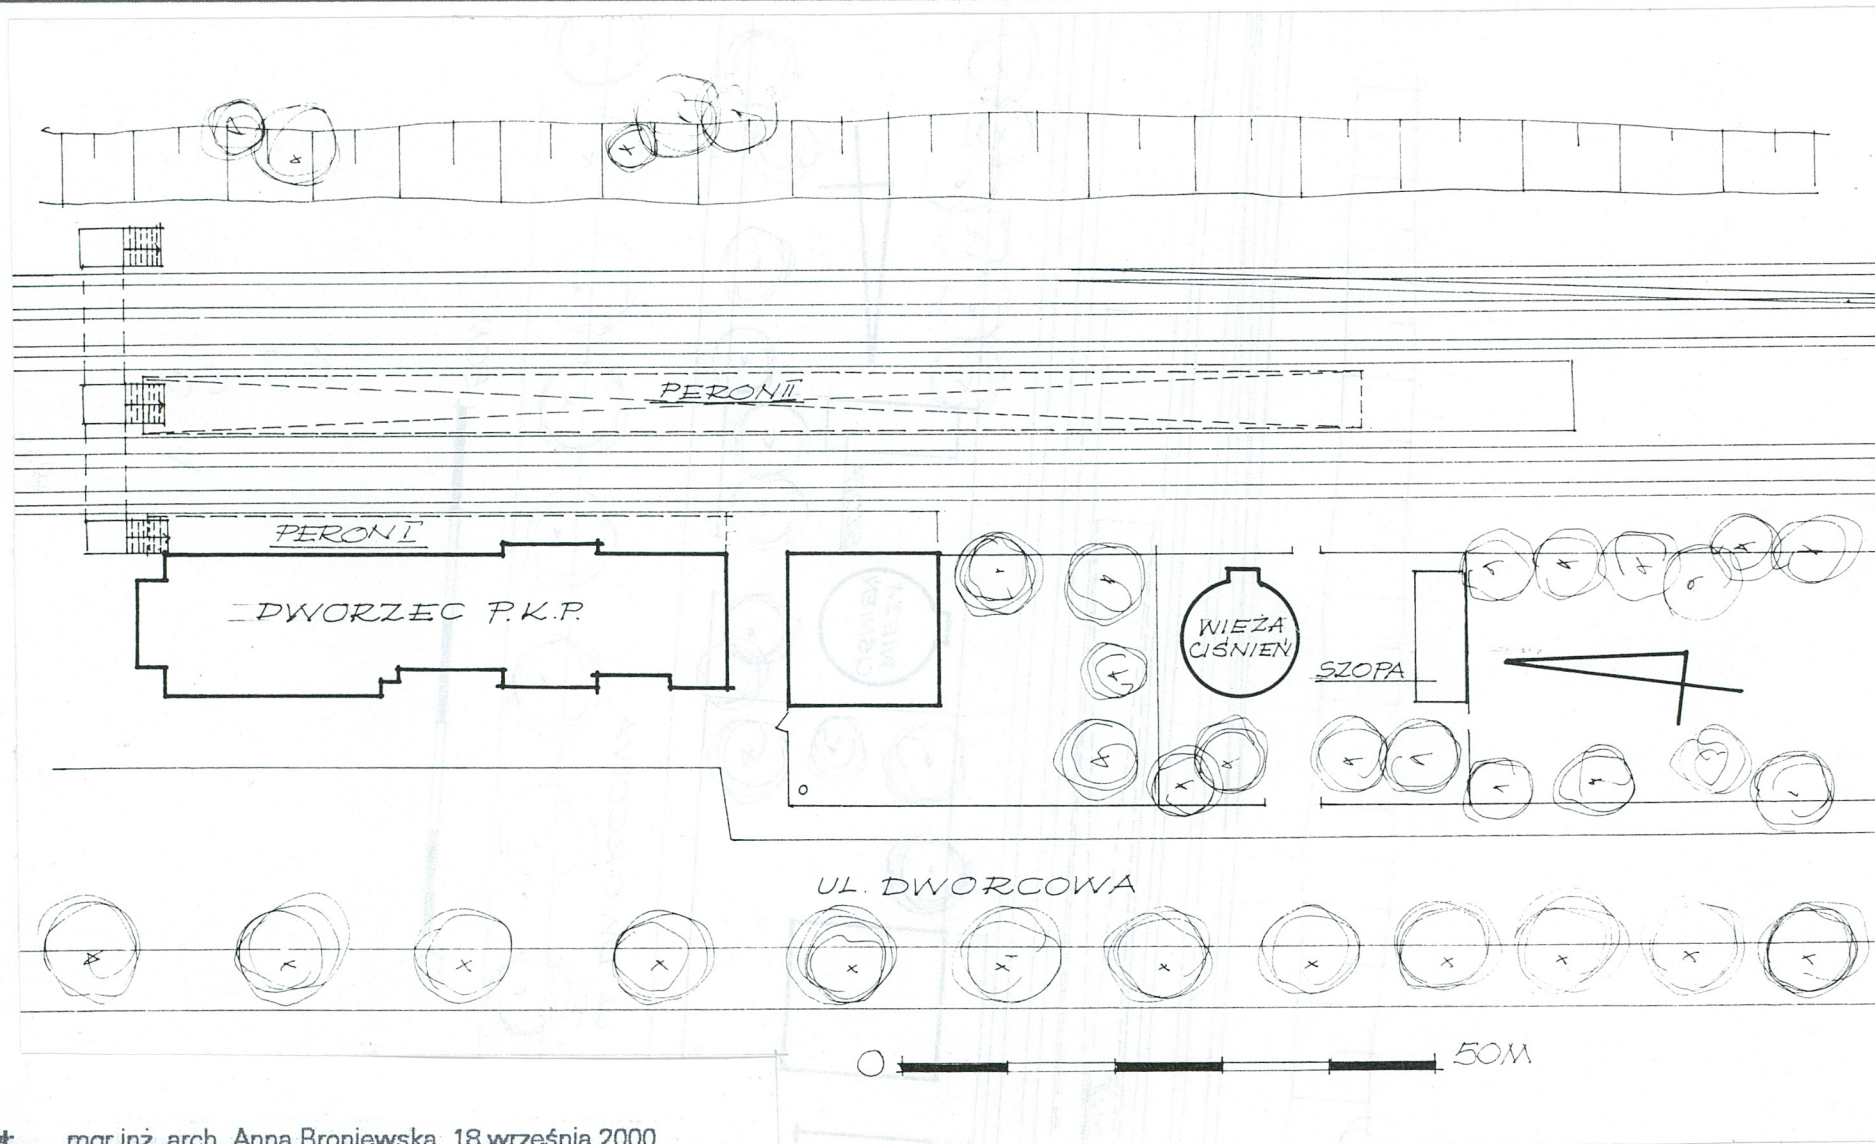 PERON II
PERON I
DWORZEC P.K.P.
WIEŻA
CIŚNIEŃ
SZOPA
UL. DWORCOWA
0 50M
mgr inż. arch. Anna Broniewska, 18 września 2000